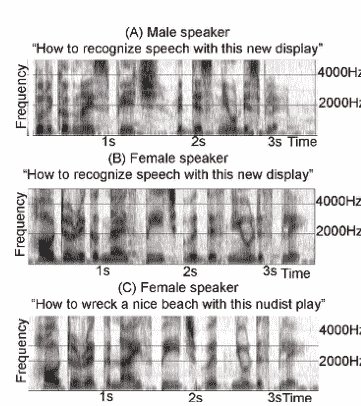 (A) Male speaker
“How to recognize speech with this new display”
Frequency
4000Hz
2000Hz
1s 2s 3s Time
(B) Female speaker
“How to recognize speech with this new display”
Frequency
4000Hz
2000Hz
1s 2s 3s Time
(C) Female speaker
“How to wreck a nice beach with this nudist play”
Frequency
4000Hz
2000Hz
1s 2s 3sTime